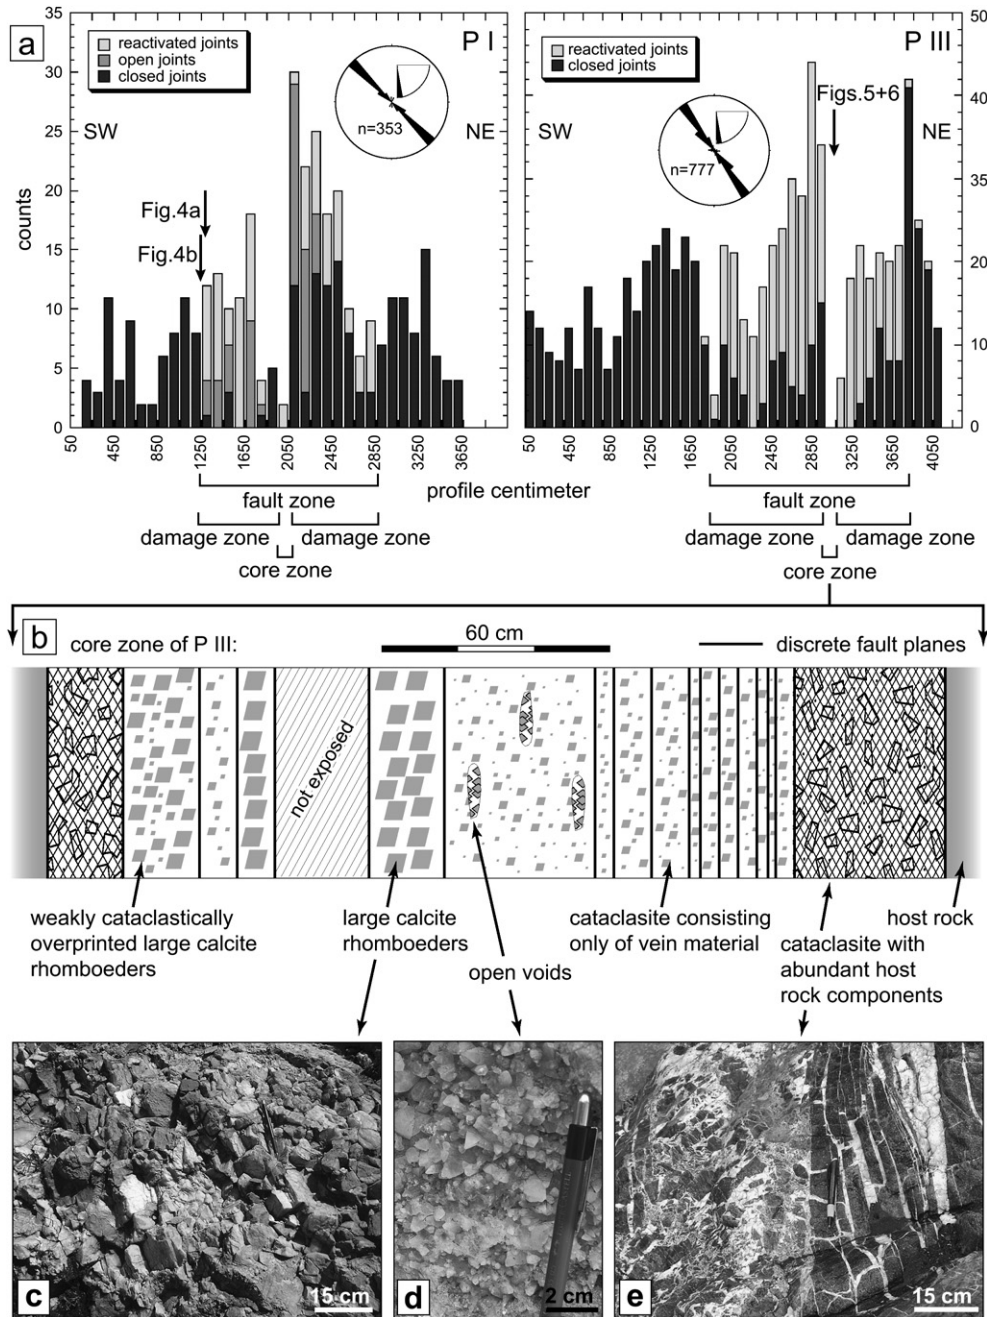 a
35
30
25
20
15
10
5
0
counts
reactivated joints
open joints
closed joints
P I
n=353
SW
NE
Fig.4a
Fig.4b
50
450
850
1250
1650
2050
2450
2850
3250
3650
reactivated joints
closed joints
P III
Figs.5+6
SW
NE
n=777
50
40
35
20
10
0
50
450
850
1250
1650
2050
2450
2850
3250
3650
4050
profile centimeter
fault zone
damage zone
damage zone
core zone
fault zone
damage zone
damage zone
core zone
b
core zone of P III:
60 cm
discrete fault planes
not exposed
weakly cataclastically
overprinted large calcite
rhomboeders
large calcite
rhomboeders
open voids
cataclasite consisting
only of vein material
cataclasite with
abundant host
rock components
host rock
c
15 cm
d
2 cm
e
15 cm